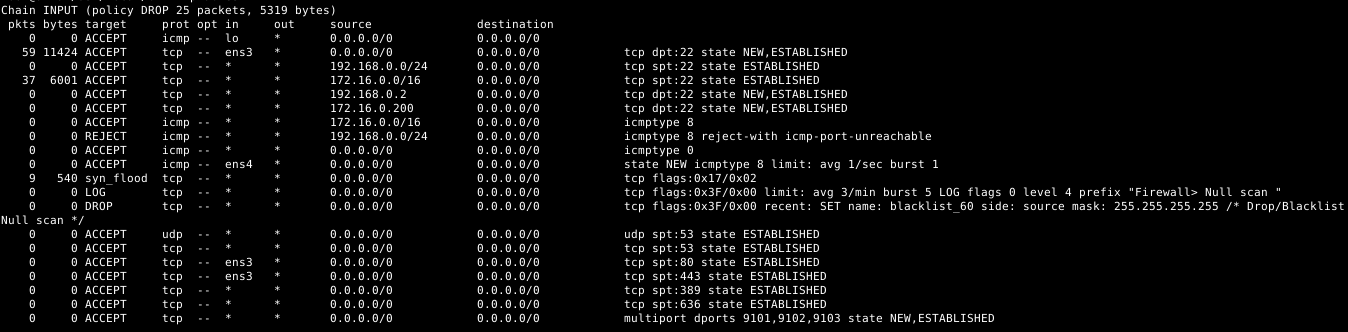 Chain INPUT (policy DROP 25 packets, 5319 bytes)
 pkts bytes target     prot opt in     out     source               destination
    0     0 ACCEPT     icmp --  lo     *       0.0.0.0/0            0.0.0.0/0
   59 11424 ACCEPT     tcp  --  ens3   *       0.0.0.0/0            0.0.0.0/0            tcp dpt:22 state NEW,ESTABLISHED
    0     0 ACCEPT     tcp  --  *      *       192.168.0.0/24       0.0.0.0/0            tcp spt:22 state ESTABLISHED
   37  6001 ACCEPT     tcp  --  *      *       172.16.0.0/16        0.0.0.0/0            tcp spt:22 state ESTABLISHED
    0     0 ACCEPT     tcp  --  *      *       192.168.0.2          0.0.0.0/0            tcp dpt:22 state NEW,ESTABLISHED
    0     0 ACCEPT     tcp  --  *      *       172.16.0.200         0.0.0.0/0            tcp dpt:22 state NEW,ESTABLISHED
    0     0 ACCEPT     icmp --  *      *       172.16.0.0/16        0.0.0.0/0            icmptype 8
    0     0 REJECT     icmp --  *      *       192.168.0.0/24       0.0.0.0/0            icmptype 8 reject-with icmp-port-unreachable
    0     0 ACCEPT     icmp --  *      *       0.0.0.0/0            0.0.0.0/0            icmptype 0
    0     0 ACCEPT     icmp --  ens4   *       0.0.0.0/0            0.0.0.0/0            state NEW icmptype 8 limit: avg 1/sec burst 1
    9   540 syn_flood  tcp  --  *      *       0.0.0.0/0            0.0.0.0/0            tcp flags:0x17/0x02
    0     0 LOG        tcp  --  *      *       0.0.0.0/0            0.0.0.0/0            tcp flags:0x3F/0x00 limit: avg 3/min burst 5 LOG flags 0 level 4 prefix "Firewall> Null scan "
    0     0 DROP       tcp  --  *      *       0.0.0.0/0            0.0.0.0/0            tcp flags:0x3F/0x00 recent: SET name: blacklist_60 side: source mask: 255.255.255.255 /* Drop/Blacklist
Null scan */
    0     0 ACCEPT     udp  --  *      *       0.0.0.0/0            0.0.0.0/0            udp spt:53 state ESTABLISHED
    0     0 ACCEPT     tcp  --  *      *       0.0.0.0/0            0.0.0.0/0            tcp spt:53 state ESTABLISHED
    0     0 ACCEPT     tcp  --  ens3   *       0.0.0.0/0            0.0.0.0/0            tcp spt:80 state ESTABLISHED
    0     0 ACCEPT     tcp  --  ens3   *       0.0.0.0/0            0.0.0.0/0            tcp spt:443 state ESTABLISHED
    0     0 ACCEPT     tcp  --  *      *       0.0.0.0/0            0.0.0.0/0            tcp spt:389 state ESTABLISHED
    0     0 ACCEPT     tcp  --  *      *       0.0.0.0/0            0.0.0.0/0            tcp spt:636 state ESTABLISHED
    0     0 ACCEPT     tcp  --  *      *       0.0.0.0/0            0.0.0.0/0            multiport dports 9101,9102,9103 state NEW,ESTABLISHED